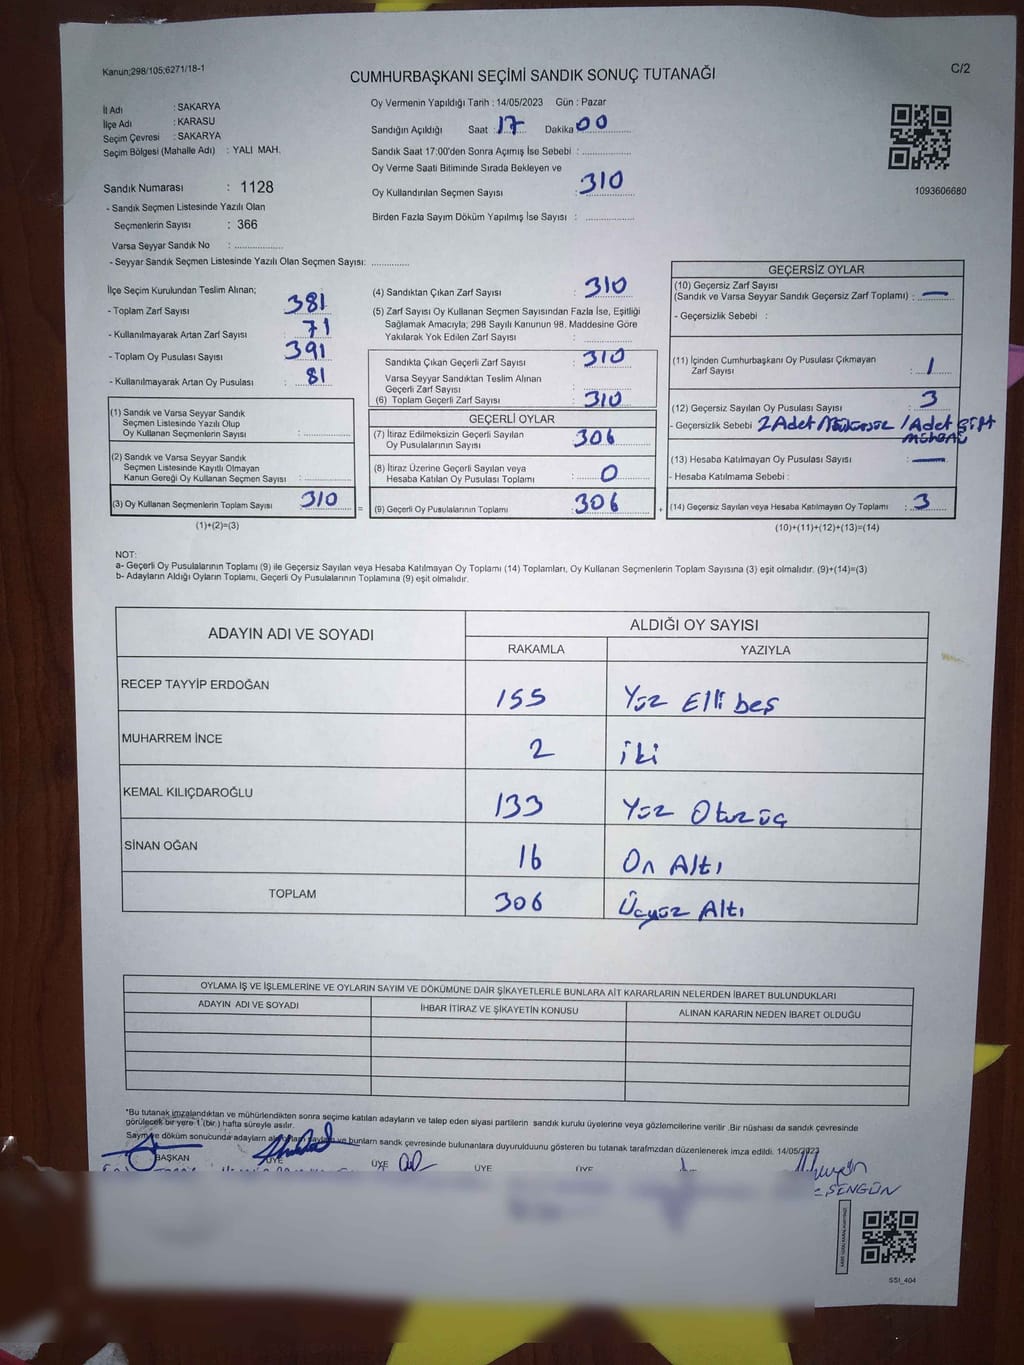 Kanun;298/105;6271/18-1
C/2
CUMHURBAŞKANI SEÇİMİ SANDIK SONUÇ TUTANAĞI
İl Adı : SAKARYA
İlçe Adı : KARASU
Seçim Çevresi : SAKARYA
Seçim Bölgesi (Mahalle Adı) : YALI MAH.
Sandık Numarası : 1128
- Sandık Seçmen Listesinde Yazılı Olan
Seçmenlerin Sayısı : 366
Varsa Seyyar Sandık No : ...............
- Seyyar Sandık Seçmen Listesinde Yazılı Olan Seçmen Sayısı: ............
Oy Vermenin Yapıldığı Tarih : 14/05/2023 Gün : Pazar
Sandığın Açıldığı Saat : 17 Dakika 00
Sandık Saat 17:00'den Sonra Açımış İse Sebebi : ...............
Oy Verme Saati Bitiminde Sırada Bekleyen ve
Oy Kullandırılan Seçmen Sayısı : 310
Birden Fazla Sayım Döküm Yapılmış İse Sayısı : ...............
1093606680
İlçe Seçim Kurulundan Teslim Alınan;
- Toplam Zarf Sayısı : 381
- Kullanılmayarak Artan Zarf Sayısı : 71
- Toplam Oy Pusulası Sayısı : 391
- Kullanılmayarak Artan Oy Pusulası : 81
(1) Sandık ve Varsa Seyyar Sandık
Seçmen Listesinde Yazılı Olup
Oy Kullanan Seçmenlerin Sayısı : ...............
(2) Sandık ve Varsa Seyyar Sandık
Seçmen Listesinde Kayıtlı Olmayan
Kanun Gereği Oy Kullanan Seçmen Sayısı : ...............
(3) Oy Kullanan Seçmenlerin Toplam Sayısı : 310
(1)+(2)=(3)
=
(4) Sandıktan Çıkan Zarf Sayısı : 310
(5) Zarf Sayısı Oy Kullanan Seçmen Sayısından Fazla İse, Eşitliği
Sağlamak Amacıyla; 298 Sayılı Kanunun 98. Maddesine Göre
Yakılarak Yok Edilen Zarf Sayısı : ...............
Sandıkta Çıkan Geçerli Zarf Sayısı : 310
Varsa Seyyar Sandıktan Teslim Alınan
Geçerli Zarf Sayısı : ...............
(6) Toplam Geçerli Zarf Sayısı : 310
GEÇERLİ OYLAR
(7) İtiraz Edilmeksizin Geçerli Sayılan
Oy Pusulalarının Sayısı : 306
(8) İtiraz Üzerine Geçerli Sayılan veya
Hesaba Katılan Oy Pusulası Toplamı : 0
(9) Geçerli Oy Pusulalarının Toplamı : 306
+
GEÇERSİZ OYLAR
(10) Geçersiz Zarf Sayısı
(Sandık ve Varsa Seyyar Sandık Geçersiz Zarf Toplamı) : —
- Geçersizlik Sebebi :
(11) İçinden Cumhurbaşkanı Oy Pusulası Çıkmayan
Zarf Sayısı : 1
(12) Geçersiz Sayılan Oy Pusulası Sayısı : 3
- Geçersizlik Sebebi 2 Adet 1 Adet çift
(13) Hesaba Katılmayan Oy Pusulası Sayısı : —
- Hesaba Katılmama Sebebi :
(14) Geçersiz Sayılan veya Hesaba Katılmayan Oy Toplamı : 3
(10)+(11)+(12)+(13)=(14)
NOT:
a- Geçerli Oy Pusulalarının Toplamı (9) ile Geçersiz Sayılan veya Hesaba Katılmayan Oy Toplamı (14) Toplamları, Oy Kullanan Seçmenlerin Toplam Sayısına (3) eşit olmalıdır. (9)+(14)=(3)
b- Adayların Aldığı Oyların Toplamı, Geçerli Oy Pusulalarının Toplamına (9) eşit olmalıdır.
ADAYIN ADI VE SOYADI
ALDIĞI OY SAYISI
RAKAMLA YAZIYLA
RECEP TAYYİP ERDOĞAN 155 Yüz Elli beş
MUHARREM İNCE 2 iki
KEMAL KILIÇDAROĞLU 133 Yüz Otuz üç
SİNAN OĞAN 16 On Altı
TOPLAM 306 Üçyüz Altı
OYLAMA İŞ VE İŞLEMLERİNE VE OYLARIN SAYIM VE DÖKÜMÜNE DAİR ŞİKAYETLERLE BUNLARA AİT KARARLARIN NELERDEN İBARET BULUNDUKLARI
ADAYIN ADI VE SOYADI İHBAR İTİRAZ VE ŞİKAYETİN KONUSU ALINAN KARARIN NEDEN İBARET OLDUĞU
*Bu tutanak imzalandıktan ve mühürlendikten sonra seçime katılan adayların ve talep eden siyasi partilerin sandık kurulu üyelerine veya gözlemcilerine verilir .Bir nüshası da sandık çevresinde
görülecek bir yere 1 (bir ) hafta süreyle asılır.
Sayım ve döküm sonucunda adayların ve bunların sandık çevresinde bulunanlara duyurulduunu gösteren bu tutanak tarafmzdan düzenlenerek imza edildi. 14/05/2023
BAŞKAN ÜYE ÜYE ÜYE ÜYE
ŞENGÜN
SSİ_404